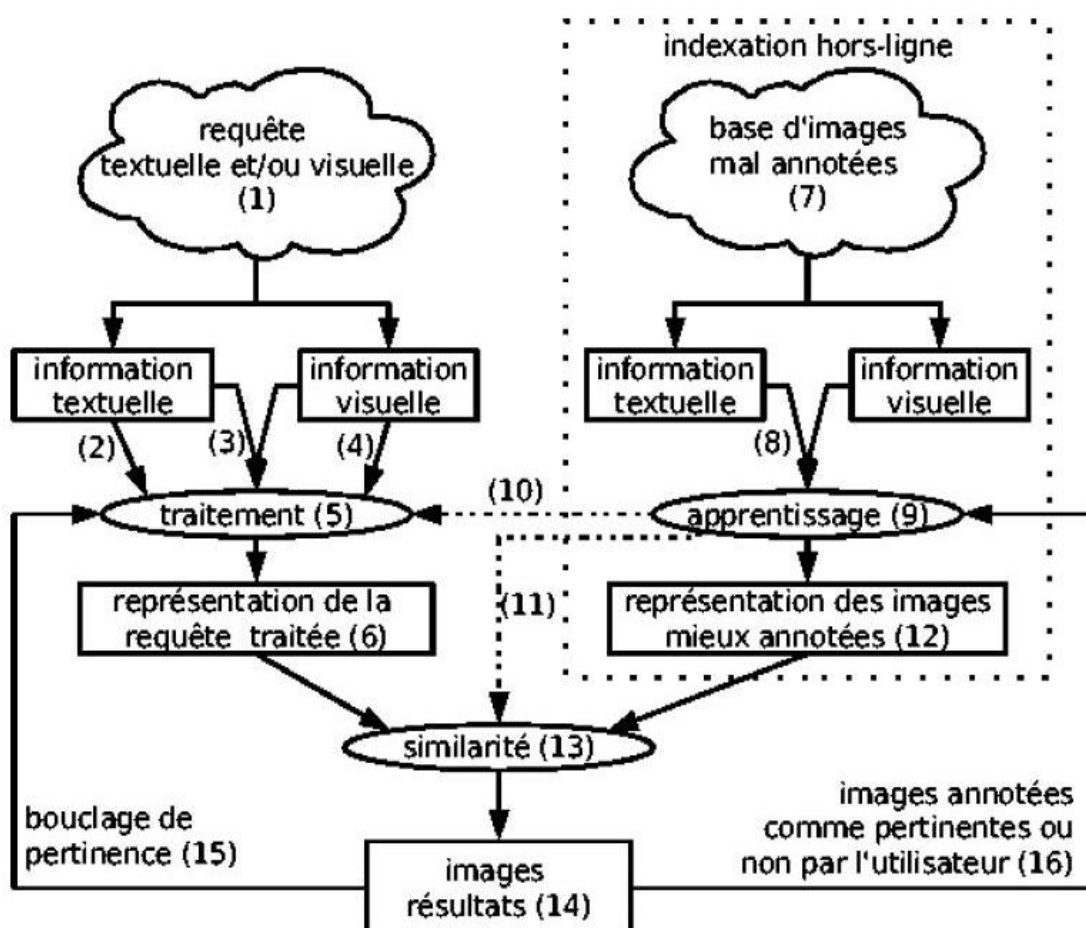 indexation hors-ligne
requête
textuelle et/ou visuelle
(1)
base d'images
mal annotées
(7)
information
textuelle
information
visuelle
information
textuelle
information
visuelle
(2)
(3)
(4)
(8)
traitement (5)
(10)
apprentissage (9)
représentation de la
requête traitée (6)
(11)
représentation des images
mieux annotées (12)
similarité (13)
bouclage de
pertinence (15)
images annotées
comme pertinentes ou
non par l'utilisateur (16)
images
résultats (14)